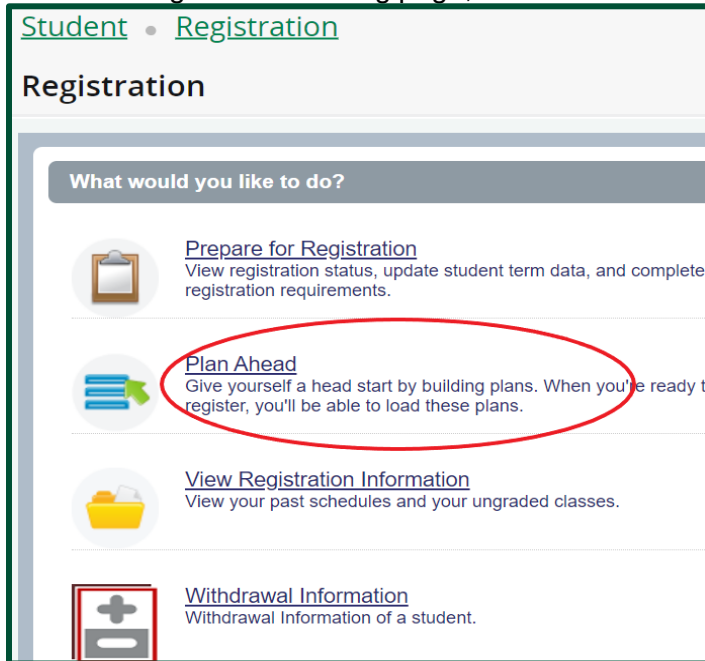 Student • Registration
Registration
What would you like to do?
Prepare for Registration
View registration status, update student term data, and complete
registration requirements.
Plan Ahead
Give yourself a head start by building plans. When you're ready t
register, you'll be able to load these plans.
View Registration Information
View your past schedules and your ungraded classes.
Withdrawal Information
Withdrawal Information of a student.